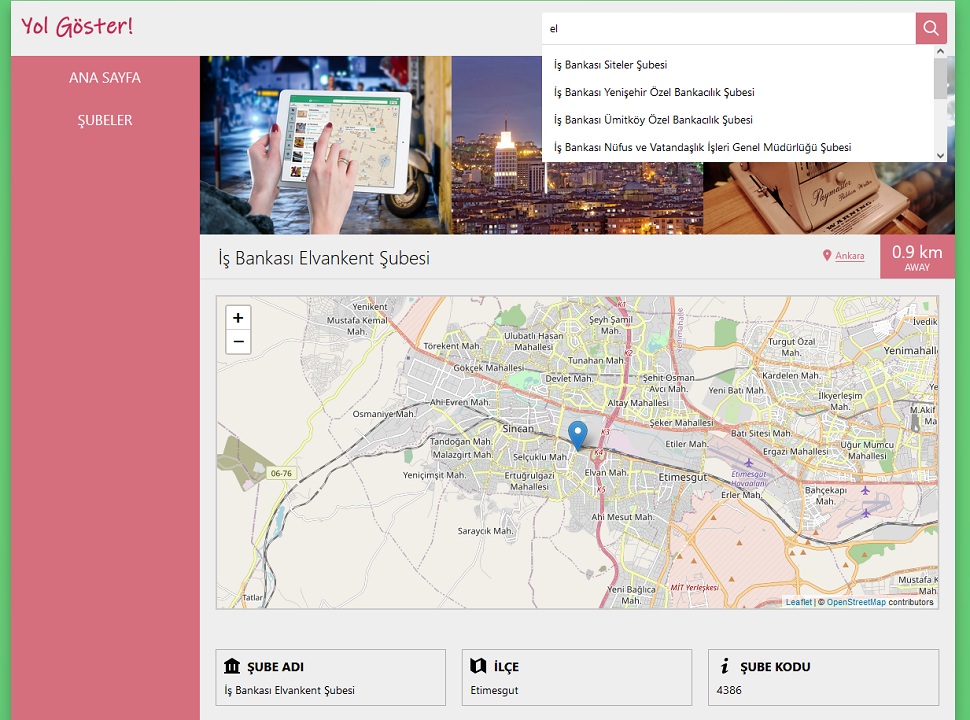 Yol Göster!
el
İş Bankası Siteler Şubesi
İş Bankası Yenişehir Özel Bankacılık Şubesi
İş Bankası Ümitköy Özel Bankacılık Şubesi
İş Bankası Nüfus ve Vatandaşlık İşleri Genel Müdürlüğü Şubesi
ANA SAYFA
ŞUBELER
Paymaster
Ribbon Writer
WARNING
İş Bankası Elvankent Şubesi
Ankara
0.9 km
AWAY
+
−
Yenikent
Mustafa Kemal
Mah.
Törekent Mah.
Ulubatlı Hasan
Mahallesi
Şeyh Şamil
Mah.
K2
Yenimahalle
Turgut Özal
Mah.
İvedik
Yenimahall
Gökçek Mahallesi
Tunahan Mah.
Devlet Mah.
Şehit Osman
Avcı Mah.
Kardelen Mah.
Yeni Batı Mah.
İlkyerleşim
Mah.
Ahi Evren Mah.
Altay Mahallesi
Osmaniye Mah.
Şeker Mahallesi
M.Akif
Sincan
K3
Batı Sitesi Mah.
Tandoğan Mah.
Malazgirt Mah.
Etiler Mah.
Ergazi Mahallesi
Uğur Mumcu
Mahallesi
Selçuklu Mah.
K4
06-76
Yeniçimşit Mah.
Ertuğrulgazi
Mahallesi
Elvan Mah.
Etimesgut
Etimesgut
Havaalanı
K5
Erler Mah.
Bahçekapı
Mah.
Ahi Mesut Mah.
Saraycık Mah.
Tatlar
Yeni Bağlıca
Mah.
MİT Yerleşkesi
Mustafa K
Mah.
Leaflet | © OpenStreetMap contributors
ŞUBE ADI
İş Bankası Elvankent Şubesi
İLÇE
Etimesgut
ŞUBE KODU
4386